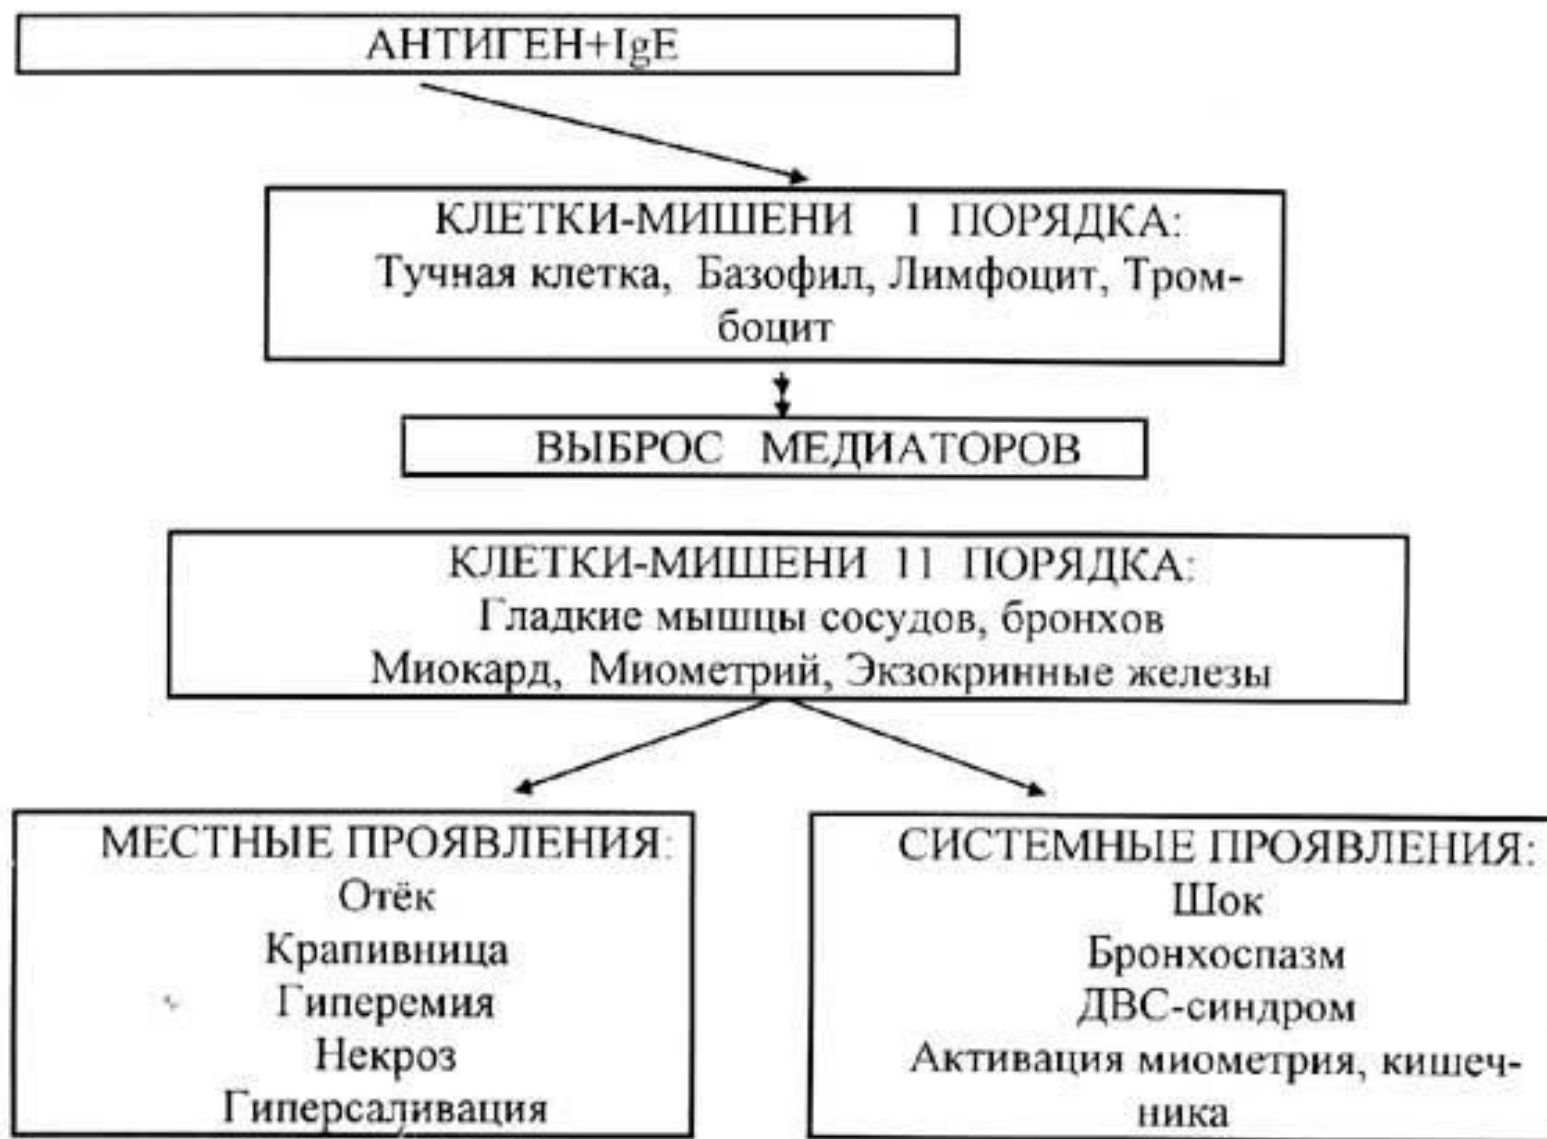 АНТИГЕН+IgE
КЛЕТКИ-МИШЕНИ 1 ПОРЯДКА:
Тучная клетка, Базофил, Лимфоцит, Тром-
боцит
ВЫБРОС МЕДИАТОРОВ
КЛЕТКИ-МИШЕНИ 11 ПОРЯДКА:
Гладкие мышцы сосудов, бронхов
Миокард, Миометрий, Экзокринные железы
МЕСТНЫЕ ПРОЯВЛЕНИЯ:
Отёк
Крапивница
Гиперемия
Некроз
Гиперсаливация
СИСТЕМНЫЕ ПРОЯВЛЕНИЯ:
Шок
Бронхоспазм
ДВС-синдром
Активация миометрия, кишеч-
ника